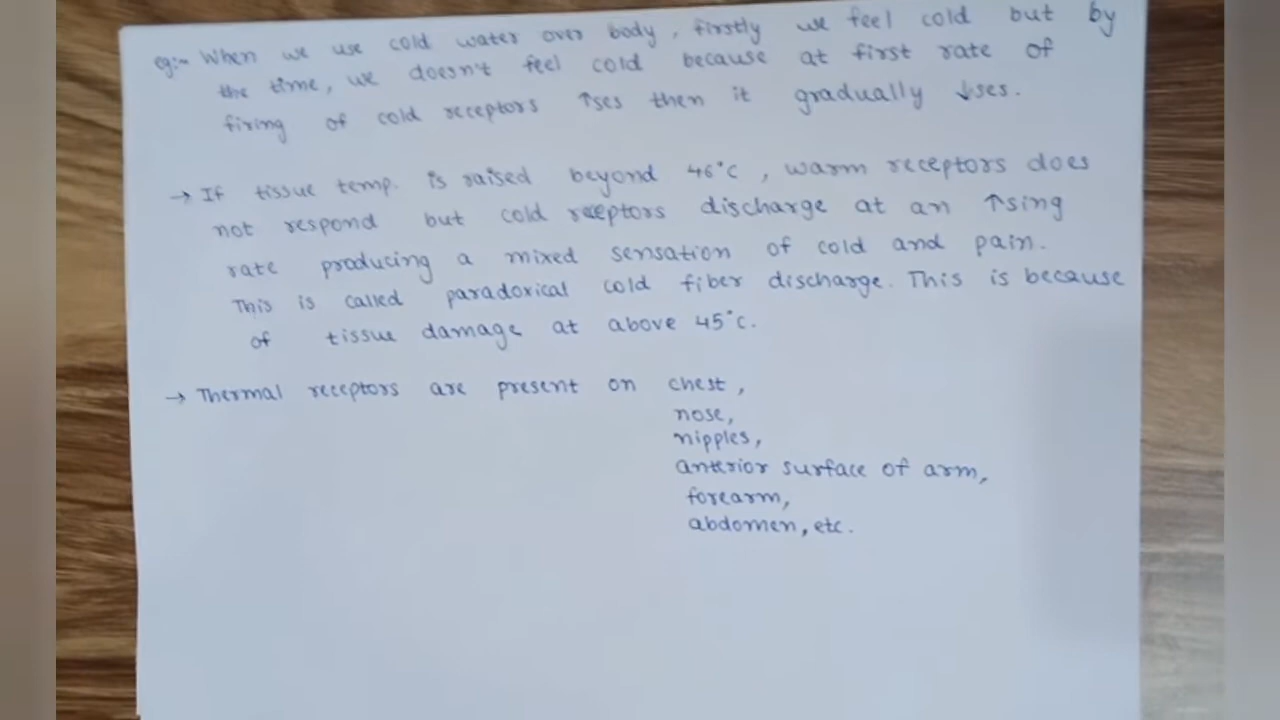 eg:- When we use cold water over body, firstly we feel cold but by
the time, we doesn't feel cold because at first rate of
firing of cold receptors ↑ses then it gradually ↓ses.
→ If tissue temp. is raised beyond 46°c, warm receptors does
not respond but cold receptors discharge at an ↑sing
rate producing a mixed sensation of cold and pain.
This is called paradoxical cold fiber discharge. This is because
of tissue damage at above 45°c.
→ Thermal receptors are present on chest,
nose,
nipples,
anterior surface of arm,
forearm,
abdomen, etc.